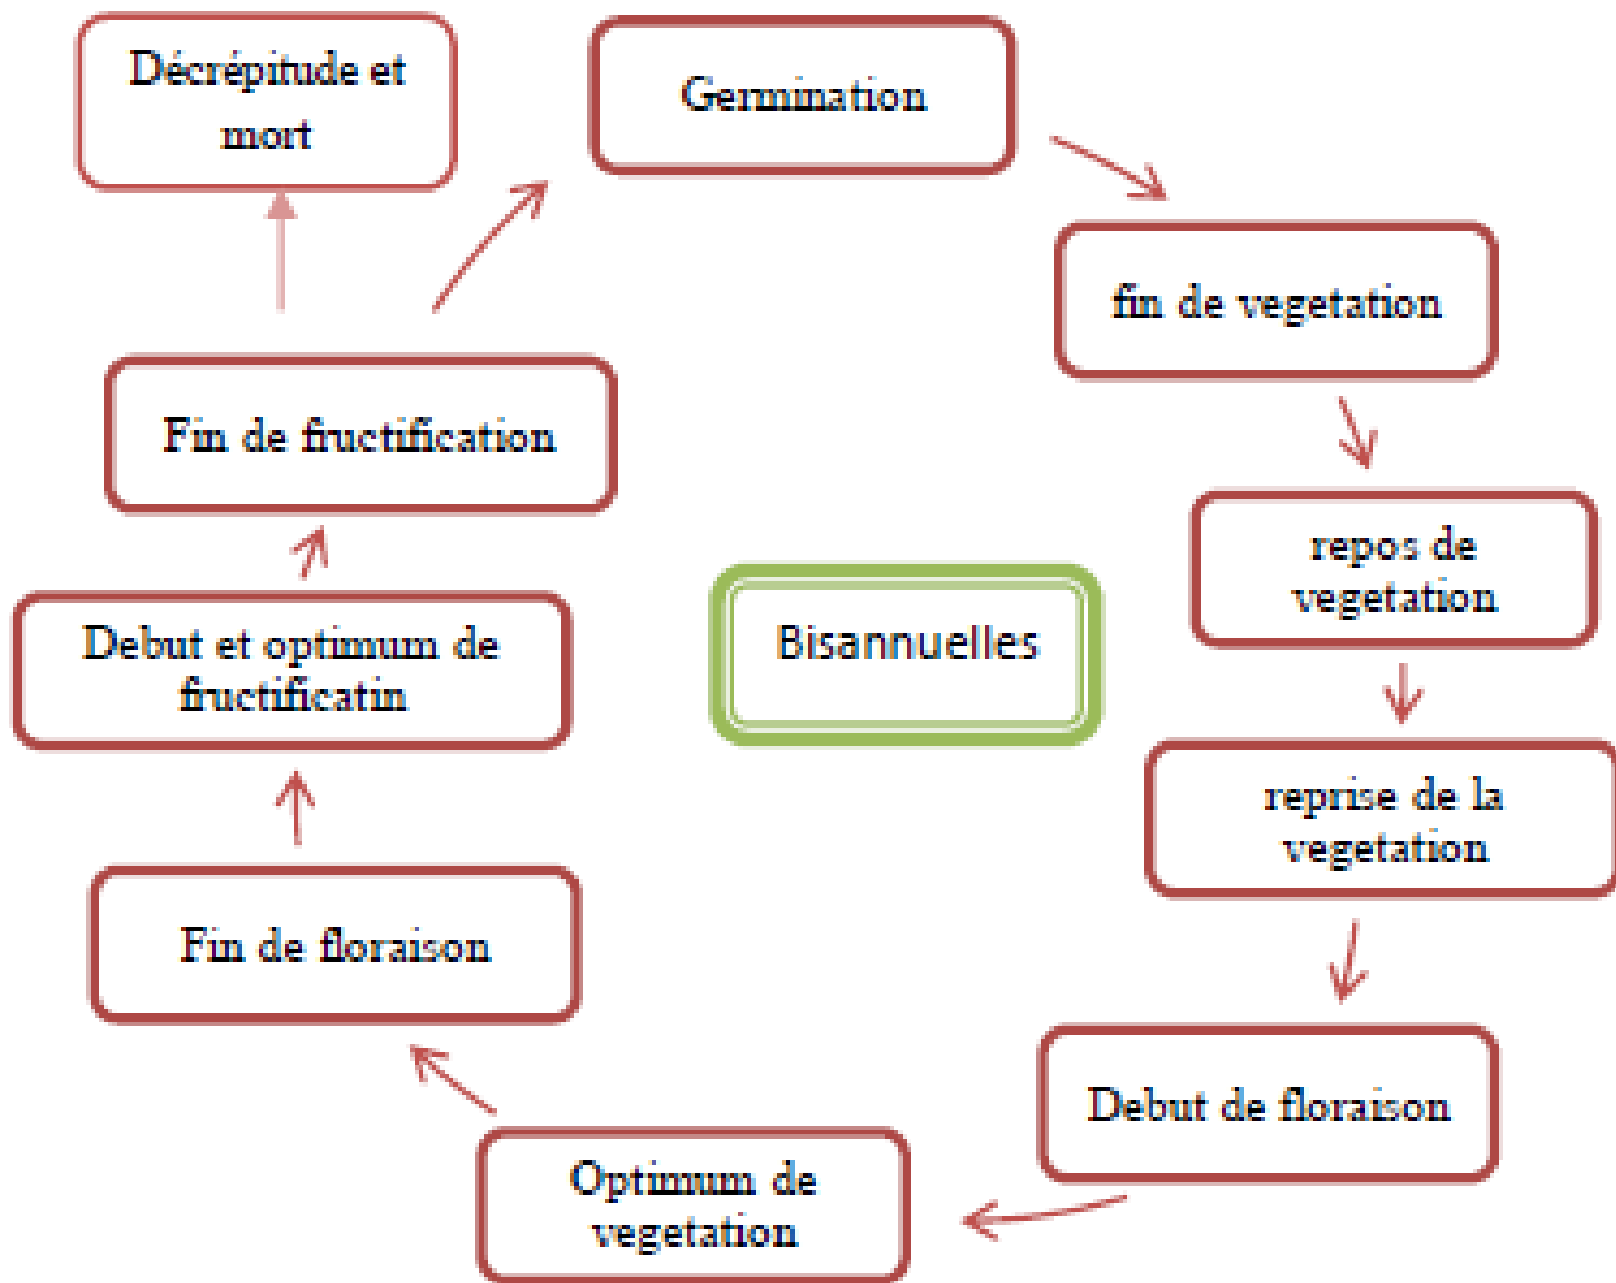 Décrépitude et
mort
Germination
fin de vegetation
repos de
vegetation
reprise de la
vegetation
Debut de floraison
Optimum de
vegetation
Fin de floraison
Debut et optimum de
fructificatin
Fin de fructification
Bisannuelles